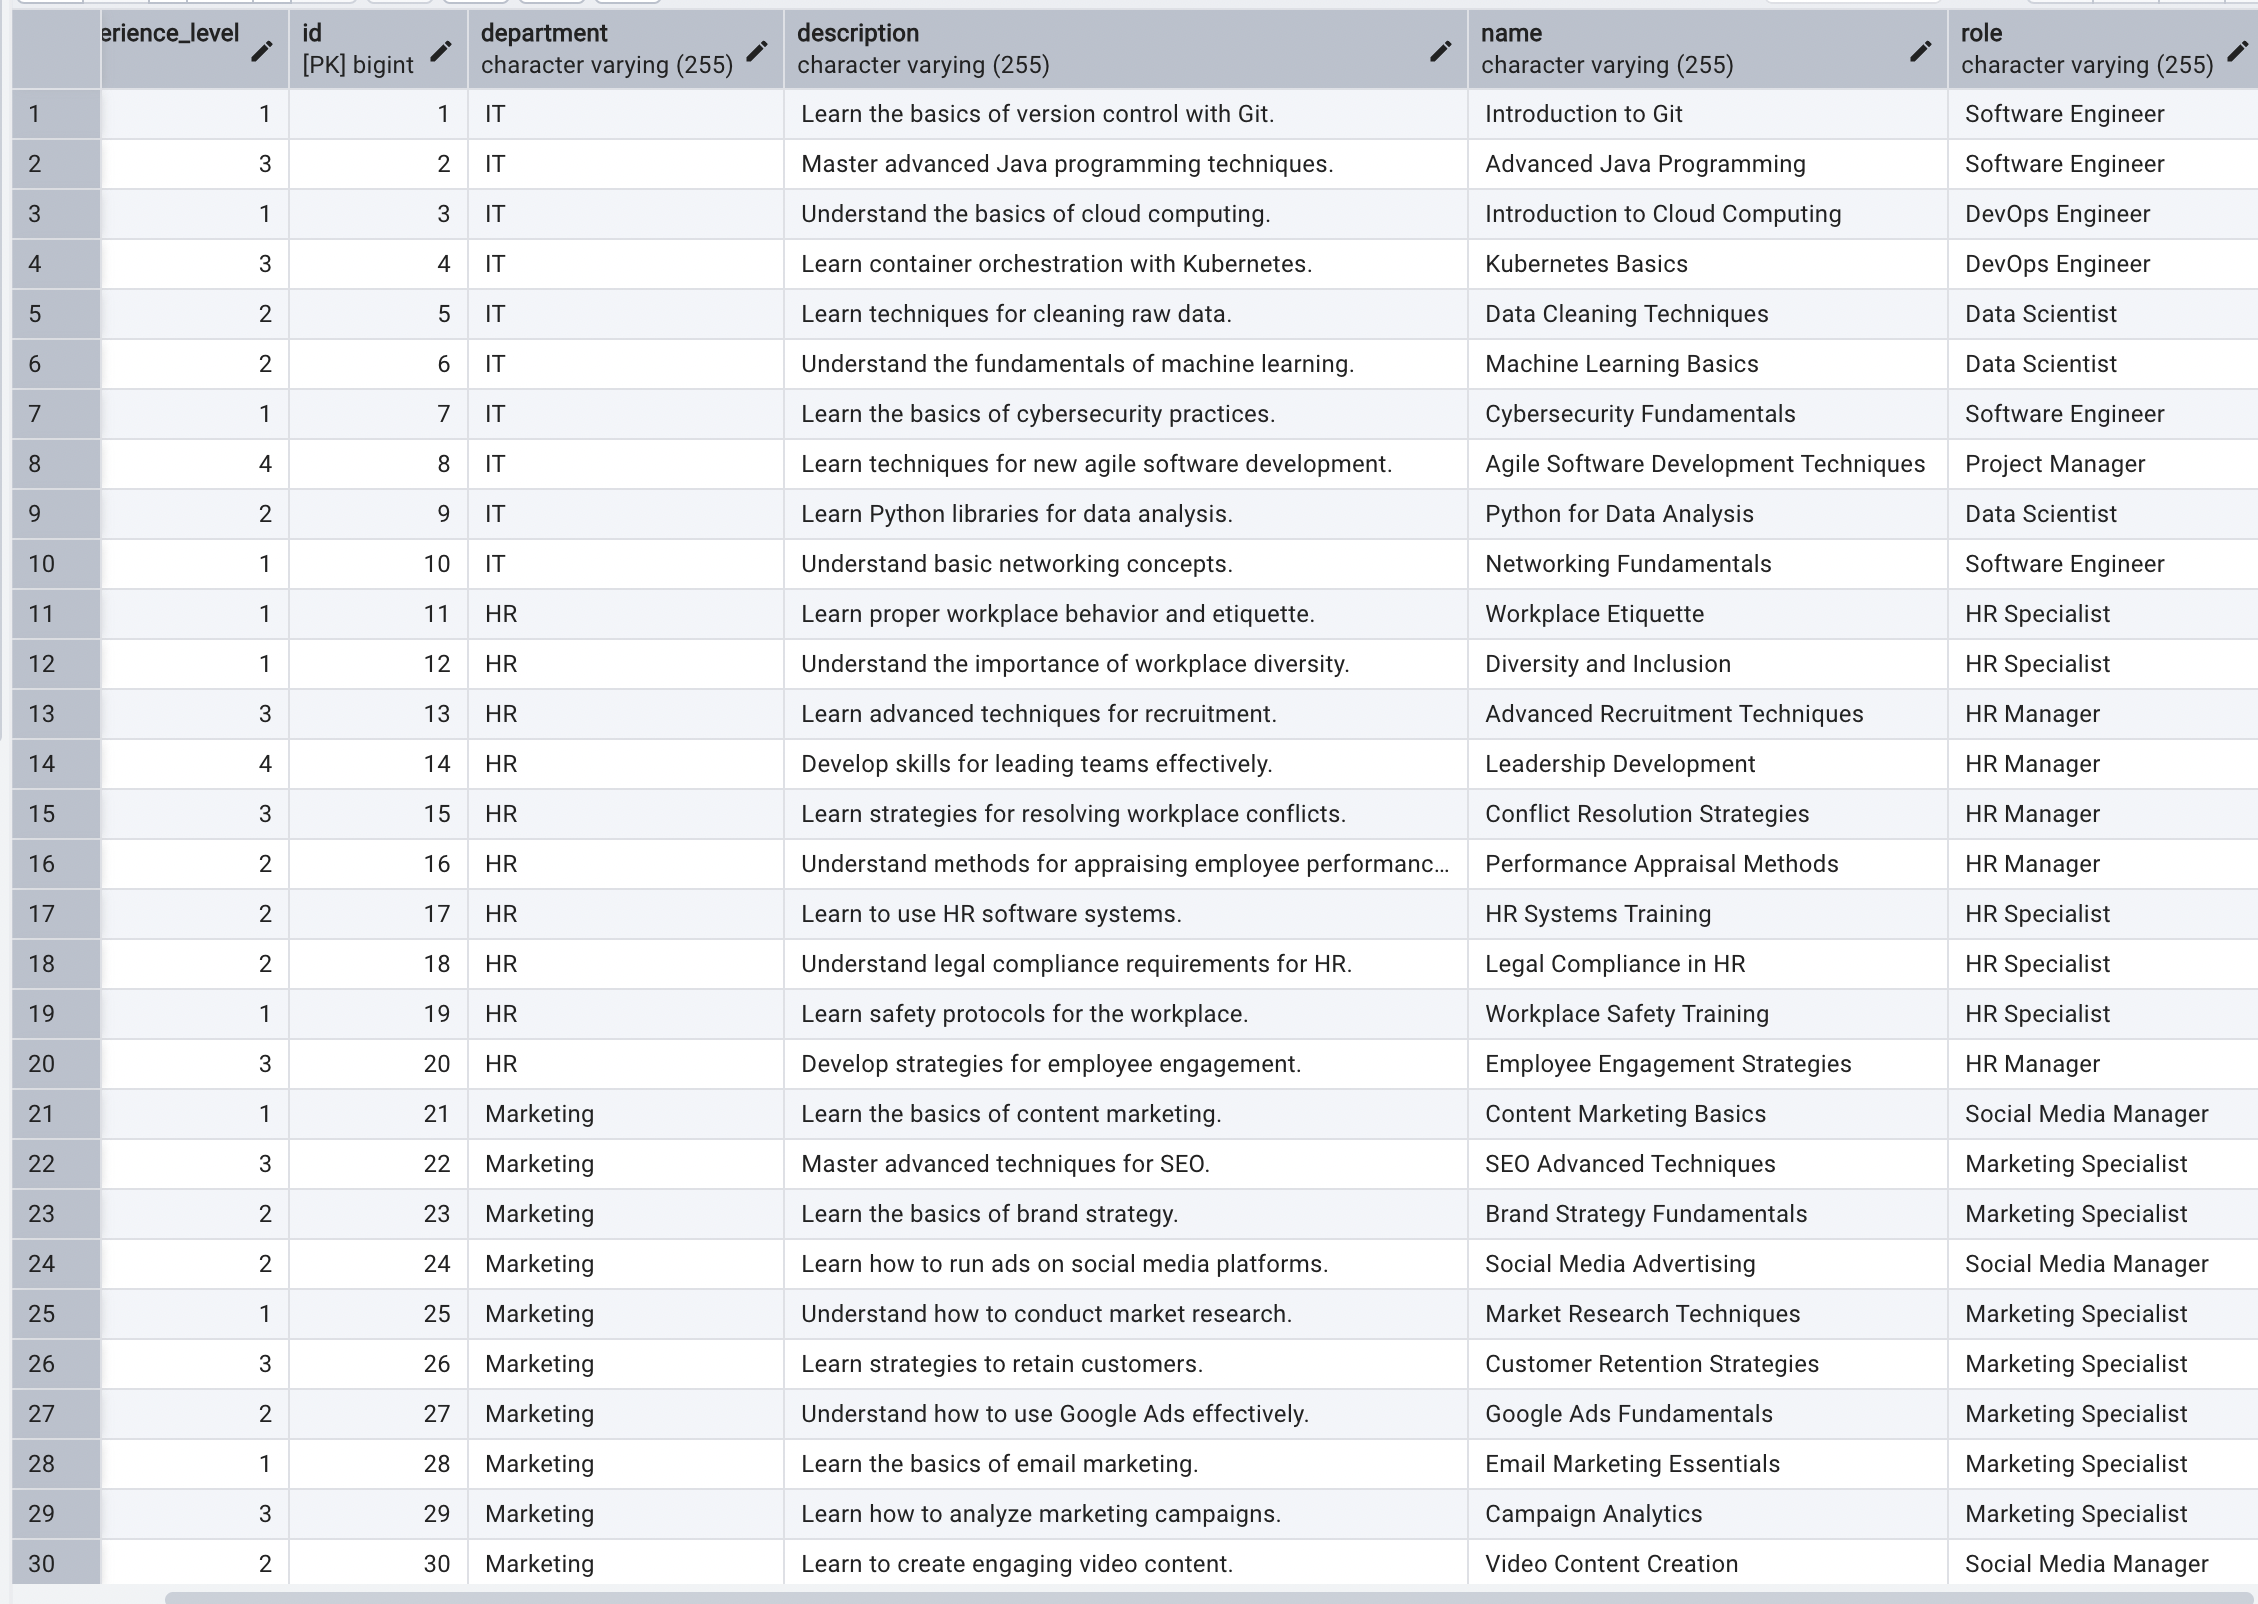 erience_level id department description name role
[PK] bigint character varying (255) character varying (255) character varying (255) character varying (255)
1 1 1 IT Learn the basics of version control with Git. Introduction to Git Software Engineer
2 3 2 IT Master advanced Java programming techniques. Advanced Java Programming Software Engineer
3 1 3 IT Understand the basics of cloud computing. Introduction to Cloud Computing DevOps Engineer
4 3 4 IT Learn container orchestration with Kubernetes. Kubernetes Basics DevOps Engineer
5 2 5 IT Learn techniques for cleaning raw data. Data Cleaning Techniques Data Scientist
6 2 6 IT Understand the fundamentals of machine learning. Machine Learning Basics Data Scientist
7 1 7 IT Learn the basics of cybersecurity practices. Cybersecurity Fundamentals Software Engineer
8 4 8 IT Learn techniques for new agile software development. Agile Software Development Techniques Project Manager
9 2 9 IT Learn Python libraries for data analysis. Python for Data Analysis Data Scientist
10 1 10 IT Understand basic networking concepts. Networking Fundamentals Software Engineer
11 1 11 HR Learn proper workplace behavior and etiquette. Workplace Etiquette HR Specialist
12 1 12 HR Understand the importance of workplace diversity. Diversity and Inclusion HR Specialist
13 3 13 HR Learn advanced techniques for recruitment. Advanced Recruitment Techniques HR Manager
14 4 14 HR Develop skills for leading teams effectively. Leadership Development HR Manager
15 3 15 HR Learn strategies for resolving workplace conflicts. Conflict Resolution Strategies HR Manager
16 2 16 HR Understand methods for appraising employee performanc… Performance Appraisal Methods HR Manager
17 2 17 HR Learn to use HR software systems. HR Systems Training HR Specialist
18 2 18 HR Understand legal compliance requirements for HR. Legal Compliance in HR HR Specialist
19 1 19 HR Learn safety protocols for the workplace. Workplace Safety Training HR Specialist
20 3 20 HR Develop strategies for employee engagement. Employee Engagement Strategies HR Manager
21 1 21 Marketing Learn the basics of content marketing. Content Marketing Basics Social Media Manager
22 3 22 Marketing Master advanced techniques for SEO. SEO Advanced Techniques Marketing Specialist
23 2 23 Marketing Learn the basics of brand strategy. Brand Strategy Fundamentals Marketing Specialist
24 2 24 Marketing Learn how to run ads on social media platforms. Social Media Advertising Social Media Manager
25 1 25 Marketing Understand how to conduct market research. Market Research Techniques Marketing Specialist
26 3 26 Marketing Learn strategies to retain customers. Customer Retention Strategies Marketing Specialist
27 2 27 Marketing Understand how to use Google Ads effectively. Google Ads Fundamentals Marketing Specialist
28 1 28 Marketing Learn the basics of email marketing. Email Marketing Essentials Marketing Specialist
29 3 29 Marketing Learn how to analyze marketing campaigns. Campaign Analytics Marketing Specialist
30 2 30 Marketing Learn to create engaging video content. Video Content Creation Social Media Manager